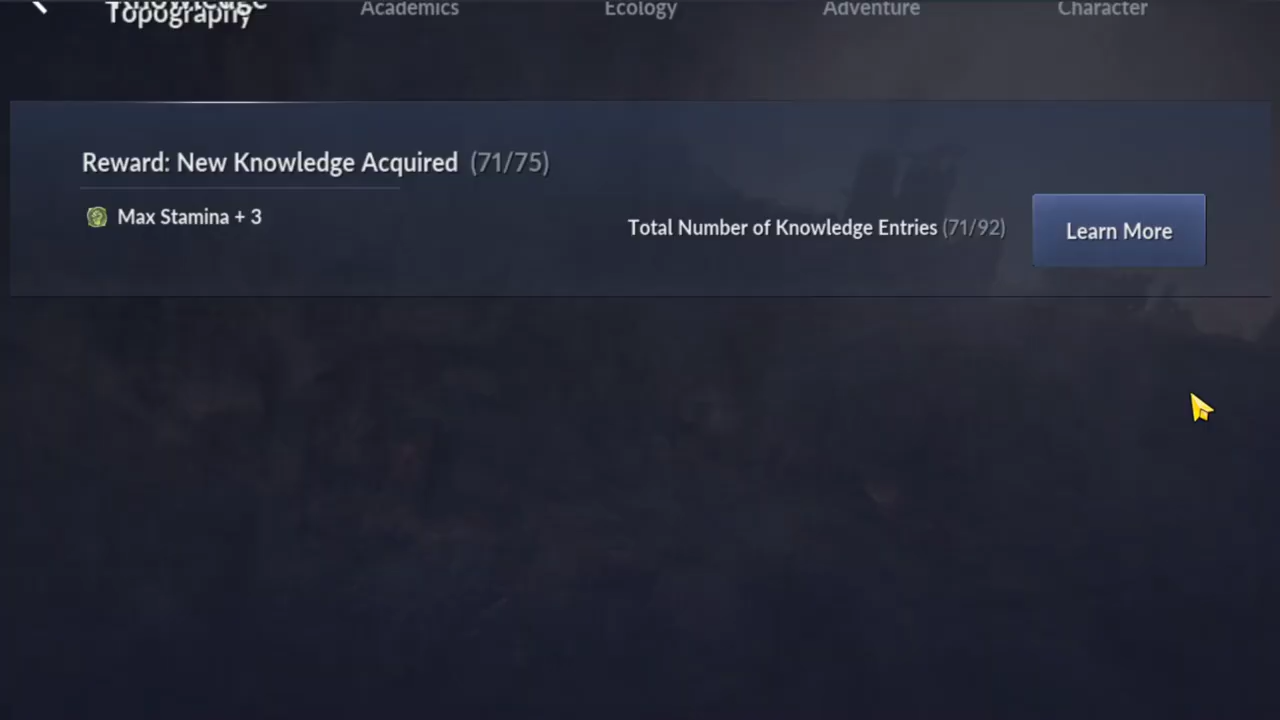 Knowledge
Topography
Academics
Ecology
Adventure
Character
Reward: New Knowledge Acquired (71/75)
Max Stamina + 3
Total Number of Knowledge Entries (71/92)
Learn More